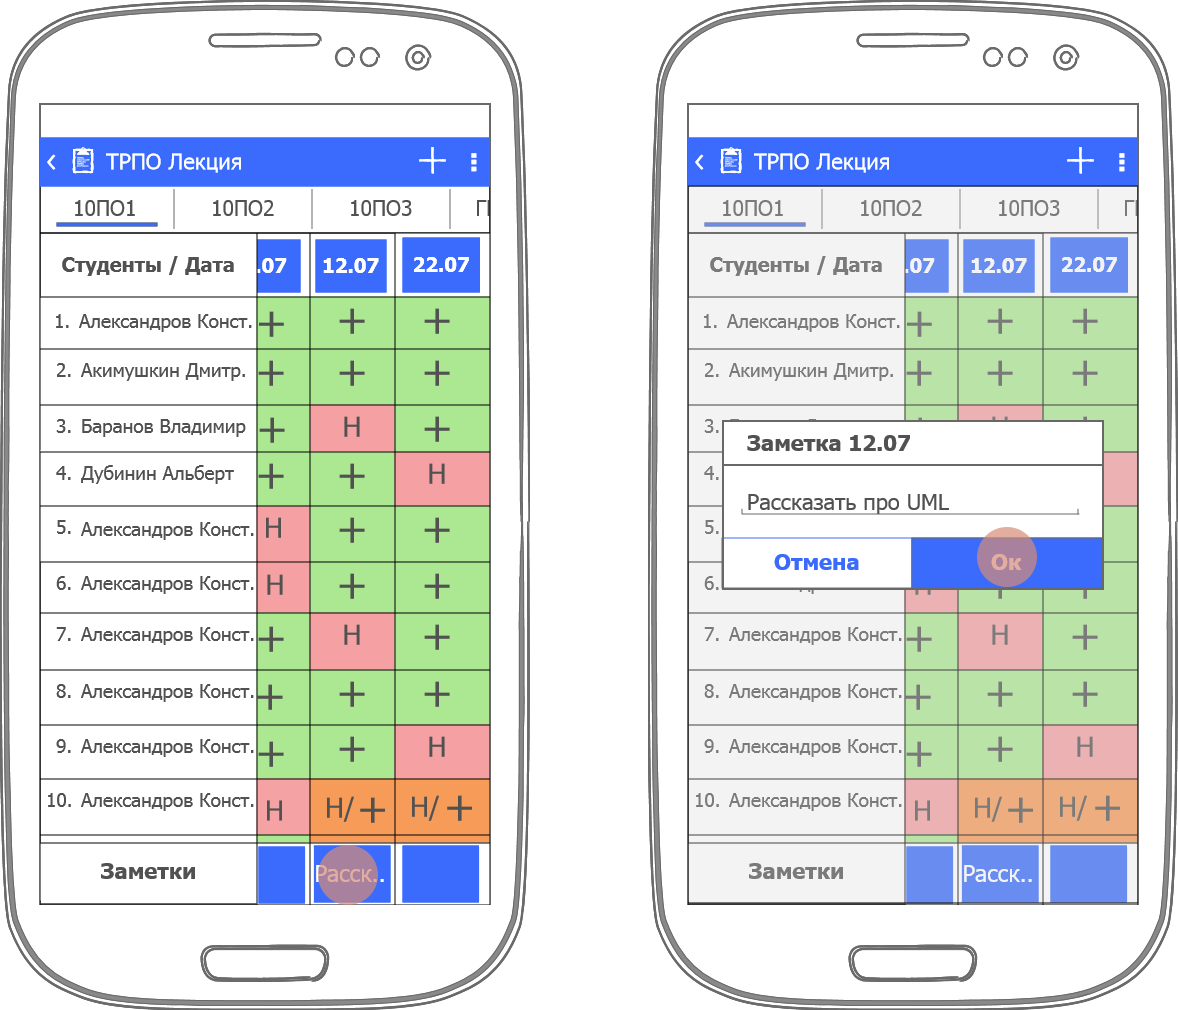 ТРПО Лекция
10ПО1 10ПО2 10ПО3
Студенты / Дата .07 12.07 22.07
1. Александров Конст. + + +
2. Акимушкин Дмитр. + + +
3. Баранов Владимир + Н +
4. Дубинин Альберт + + Н
5. Александров Конст. Н + +
6. Александров Конст. Н + +
7. Александров Конст. + Н +
8. Александров Конст. + + +
9. Александров Конст. + + Н
10. Александров Конст. Н Н/+ Н/+
Заметки Расск..
ТРПО Лекция
10ПО1 10ПО2 10ПО3
Студенты / Дата .07 12.07 22.07
1. Александров Конст. + + +
2. Акимушкин Дмитр. + + +
3.
Заметка 12.07
4.
Рассказать про UML
5.
Отмена Ок
6.
7. Александров Конст. + Н +
8. Александров Конст. + + +
9. Александров Конст. + + Н
10. Александров Конст. Н Н/+ Н/+
Заметки Расск..